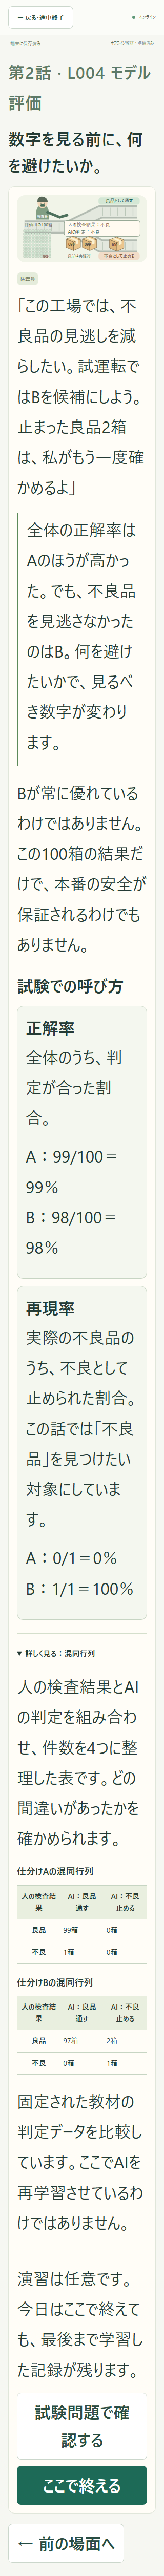 ← 戻る・途中終了
オンライン
端末に保存済み
オフライン教材：準備済み
第2話・L004 モデル
評価
数字を見る前に、何
を避けたいか。
検査員
「この工場では、不
良品の見逃しを減
らしたい。試運転で
はBを候補にしよう。
止まった良品2箱
は、私がもう一度確
かめるよ」
全体の正解率は
Aのほうが高かっ
た。でも、不良品
を見逃さなかった
のはB。何を避け
たいかで、見るべ
き数字が変わり
ます。
Bが常に優れている
わけではありません。
この100箱の結果だ
けで、本番の安全が
保証されるわけでも
ありません。
試験での呼び方
正解率
全体のうち、判
定が合った割
合。
A：99/100＝
99％
B：98/100＝
98％
再現率
実際の不良品の
うち、不良として
止められた割合。
この話では「不良
品」を見つけたい
対象にしていま
す。
A：0/1＝0％
B：1/1＝100％
▼ 詳しく見る：混同行列
人の検査結果とAI
の判定を組み合わ
せ、件数を4つに整
理した表です。どの
間違いがあったかを
確かめられます。
仕分けAの混同行列
人の検査結果 AI：良品 通す AI：不良 止める
良品 99箱 0箱
不良 1箱 0箱
仕分けBの混同行列
人の検査結果 AI：良品 通す AI：不良 止める
良品 97箱 2箱
不良 0箱 1箱
固定された教材の
判定データを比較し
ています。ここでAIを
再学習させているわ
けではありません。
演習は任意です。
今日はここで終えて
も、最後まで学習し
た記録が残ります。
試験問題で確
認する
ここで終える
← 前の場面へ